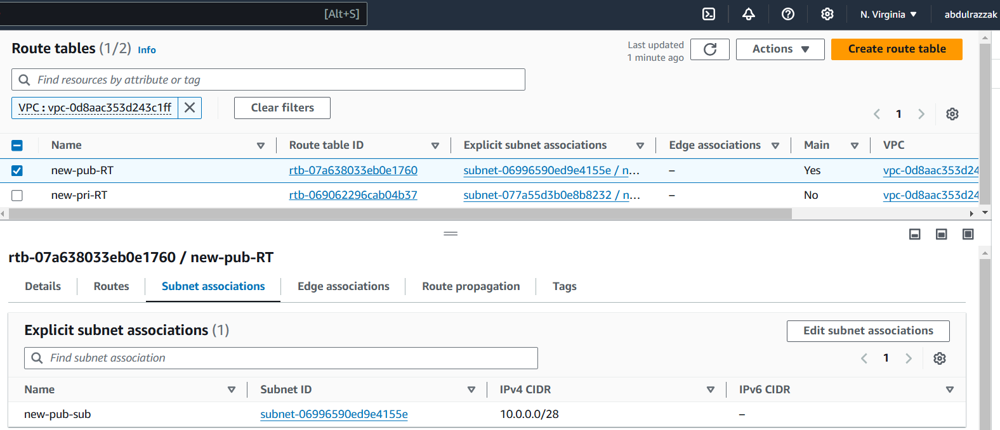 [Alt+S] N. Virginia abdulrazzak
Route tables (1/2) Info
Last updated
1 minute ago
Actions
Create route table
Find resources by attribute or tag
VPC : vpc-0d8aac353d243c1ff
Clear filters
1
Name Route table ID Explicit subnet associations Edge associations Main VPC
new-pub-RT rtb-07a638033eb0e1760 subnet-06996590ed9e4155e / n... – Yes vpc-0d8aac353d24
new-pri-RT rtb-069062296cab04b37 subnet-077a55d3b0e8b8232 / n... – No vpc-0d8aac353d24
rtb-07a638033eb0e1760 / new-pub-RT
Details Routes Subnet associations Edge associations Route propagation Tags
Explicit subnet associations (1)
Edit subnet associations
Find subnet association
1
Name Subnet ID IPv4 CIDR IPv6 CIDR
new-pub-sub subnet-06996590ed9e4155e 10.0.0.0/28 –